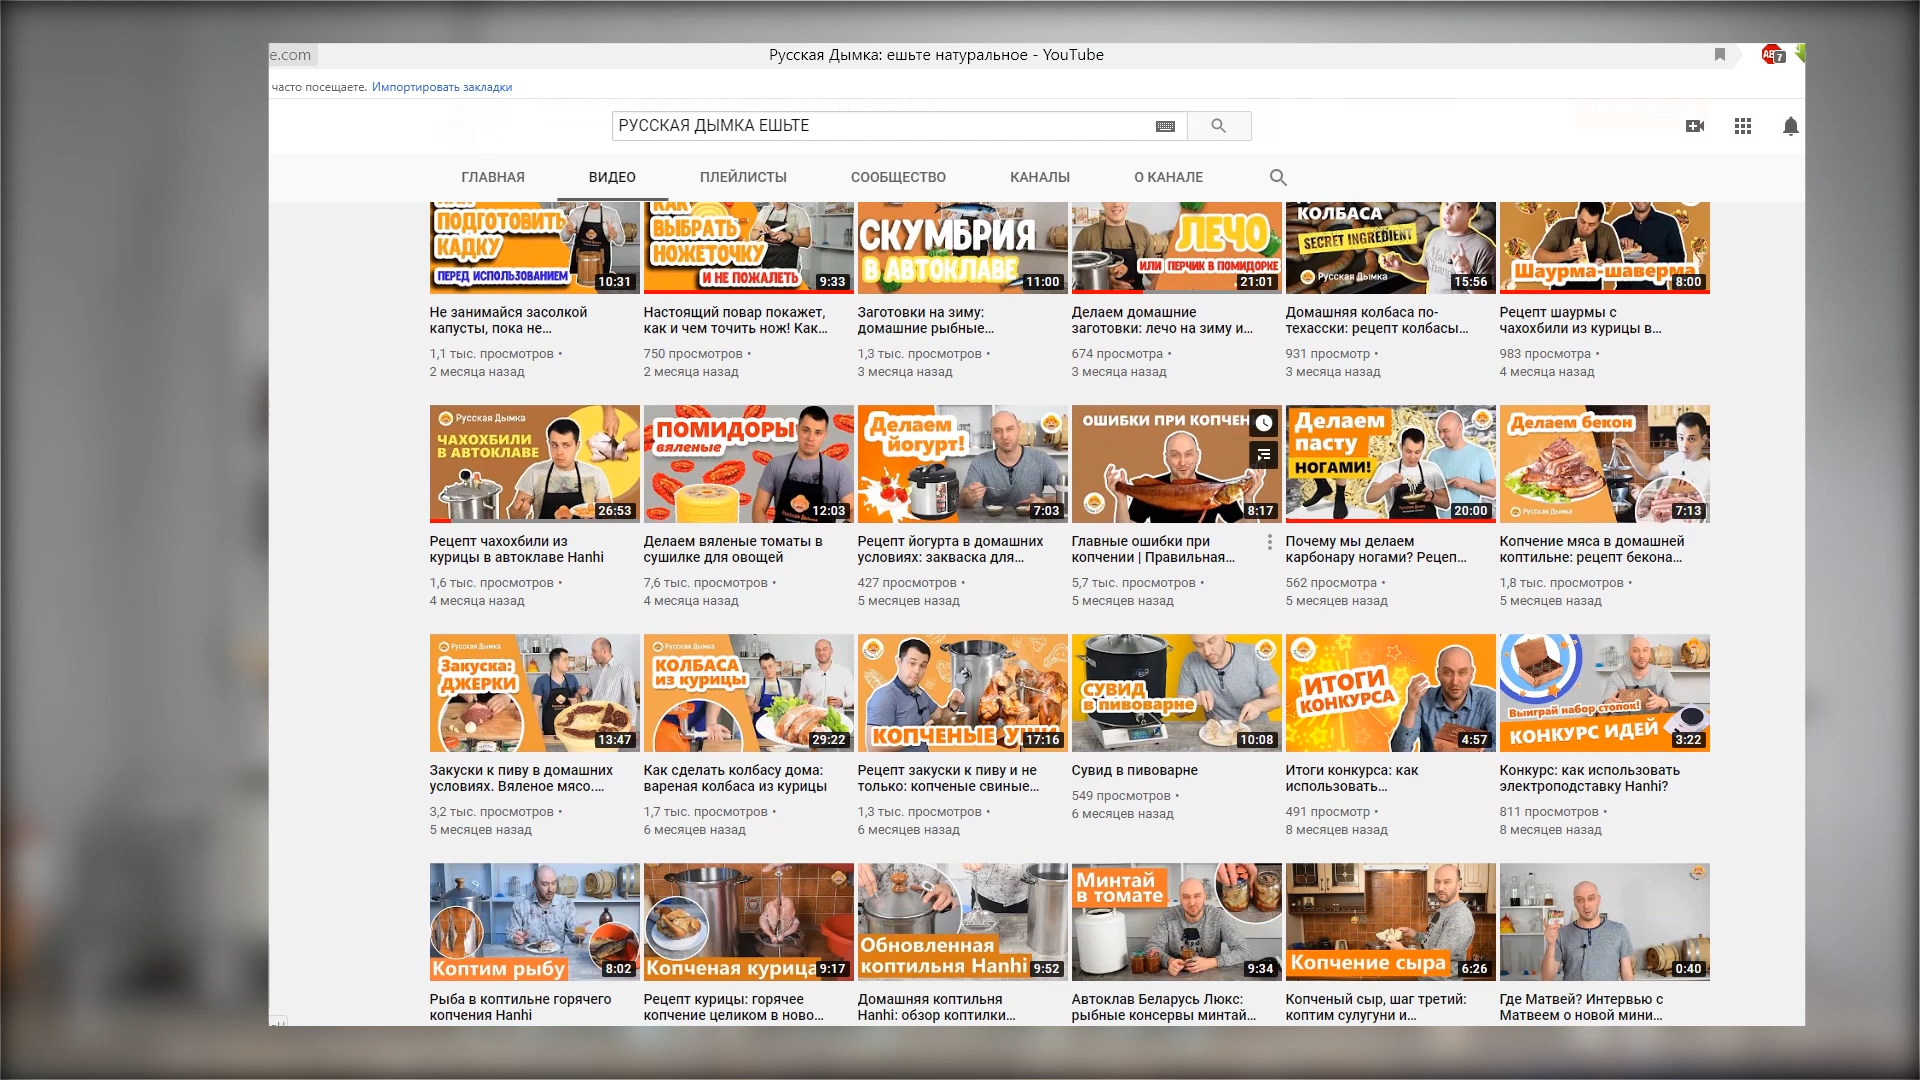 e.com
Русская Дымка: ешьте натуральное - YouTube
7
часто посещаете. Импортировать закладки
РУССКАЯ ДЫМКА ЕШЬТЕ
ГЛАВНАЯ
ВИДЕО
ПЛЕЙЛИСТЫ
СООБЩЕСТВО
КАНАЛЫ
О КАНАЛЕ
ПОДГОТОВИТЬ
КАДКУ
ПЕРЕД ИСПОЛЬЗОВАНИЕМ
10:31
КАК
ВЫБРАТЬ
НОЖЕТОЧКУ
И НЕ ПОЖАЛЕТЬ
9:33
СКУМБРИЯ
В АВТОКЛАВЕ
11:00
ЛЕЧО
ИЛИ ПЕРЧИК В ПОМИДОРКЕ
21:01
КОЛБАСА
SECRET INGREDIENT
Русская Дымка
15:56
Шаурма-шаверма
8:00
Не занимайся засолкой
капусты, пока не...
1,1 тыс. просмотров •
2 месяца назад
Настоящий повар покажет,
как и чем точить нож! Как...
750 просмотров •
2 месяца назад
Заготовки на зиму:
домашние рыбные...
1,3 тыс. просмотров •
3 месяца назад
Делаем домашние
заготовки: лечо на зиму и...
674 просмотра •
3 месяца назад
Домашняя колбаса по-
техасски: рецепт колбасы...
931 просмотр •
3 месяца назад
Рецепт шаурмы с
чахохбили из курицы в...
983 просмотра •
4 месяца назад
Русская Дымка
ЧАХОХБИЛИ
В АВТОКЛАВЕ
26:53
ПОМИДОРЫ
вяленые
12:03
Делаем
йогурт!
7:03
ОШИБКИ ПРИ КОПЧЕН
8:17
Делаем
пасту
НОГАМИ!
20:00
Делаем бекон
Русская Дымка
7:13
Рецепт чахохбили из
курицы в автоклаве Hanhi
1,6 тыс. просмотров •
4 месяца назад
Делаем вяленые томаты в
сушилке для овощей
7,6 тыс. просмотров •
4 месяца назад
Рецепт йогурта в домашних
условиях: закваска для...
427 просмотров •
5 месяцев назад
Главные ошибки при
копчении | Правильная...
5,7 тыс. просмотров •
5 месяцев назад
Почему мы делаем
карбонару ногами? Рецеп...
562 просмотра •
5 месяцев назад
Копчение мяса в домашней
коптильне: рецепт бекона...
1,8 тыс. просмотров •
5 месяцев назад
Русская Дымка
Закуска:
ДЖЕРКИ
13:47
Русская Дымка
КОЛБАСА
ИЗ КУРИЦЫ
29:22
КОПЧЕНЫЕ УШИ
17:16
СУВИД
в пивоварне
10:08
ИТОГИ
КОНКУРСА
4:57
Выиграй набор стопок!
КОНКУРС ИДЕЙ
3:22
Закуски к пиву в домашних
условиях. Вяленое мясо....
3,2 тыс. просмотров •
5 месяцев назад
Как сделать колбасу дома:
вареная колбаса из курицы
1,7 тыс. просмотров •
6 месяцев назад
Рецепт закуски к пиву и не
только: копченые свиные...
1,3 тыс. просмотров •
6 месяцев назад
Сувид в пивоварне
549 просмотров •
6 месяцев назад
Итоги конкурса: как
использовать...
491 просмотр •
8 месяцев назад
Конкурс: как использовать
электроподставку Hanhi?
811 просмотров •
8 месяцев назад
Коптим рыбу
8:02
Копченая курица
9:17
Обновленная
коптильня Hanhi
9:52
Минтай
в томате
9:34
Копчение сыра
6:26
0:40
Рыба в коптильне горячего
копчения Hanhi
Рецепт курицы: горячее
копчение целиком в ново...
Домашняя коптильня
Hanhi: обзор коптилки...
Автоклав Беларусь Люкс:
рыбные консервы минтай...
Копченый сыр, шаг третий:
коптим сулугуни и...
Где Матвей? Интервью с
Матвеем о новой мини...